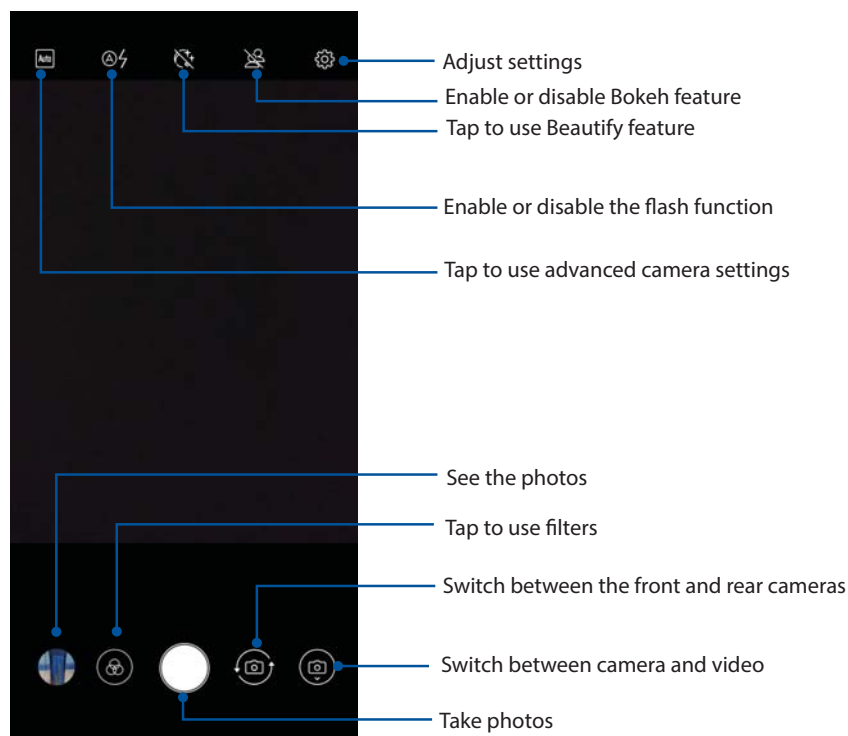 Auto
A
Adjust settings
Enable or disable Bokeh feature
Tap to use Beautify feature
Enable or disable the flash function
Tap to use advanced camera settings
See the photos
Tap to use filters
Switch between the front and rear cameras
Switch between camera and video
Take photos